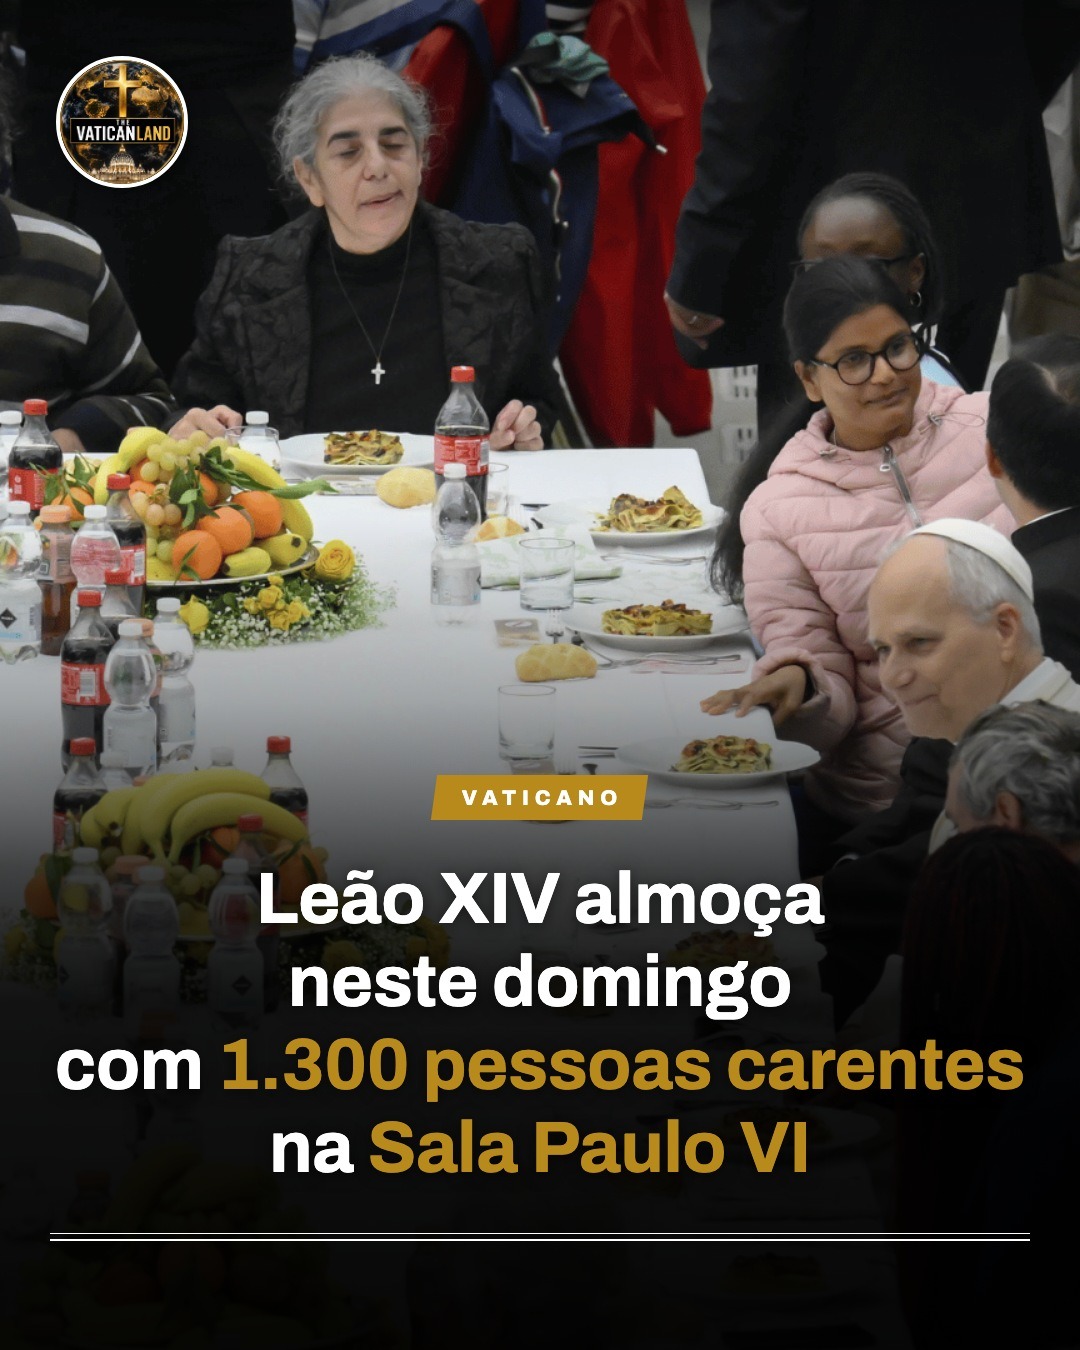 THE
VATICANLAND
VATICANO
Leão XIV almoça
neste domingo
com 1.300 pessoas carentes
na Sala Paulo VI